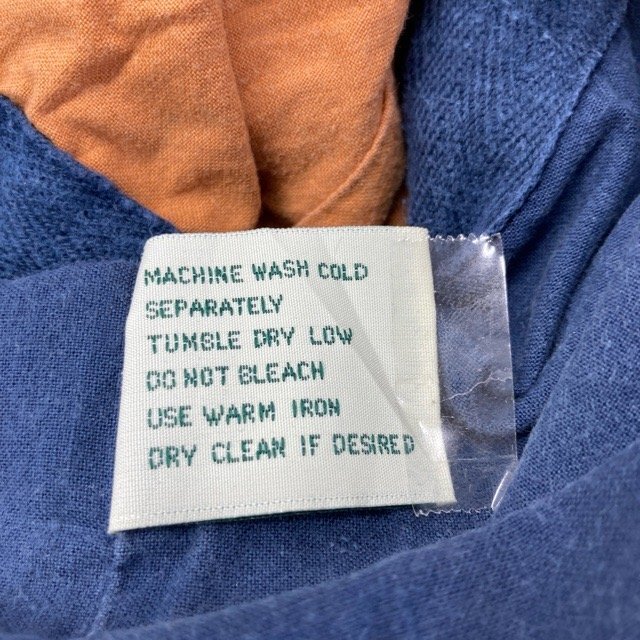 MACHINE WASH COLD
SEPARATELY
TUMBLE DRY LOW
DO NOT BLEACH
USE WARM IRON
DRY CLEAN IF DESIRED